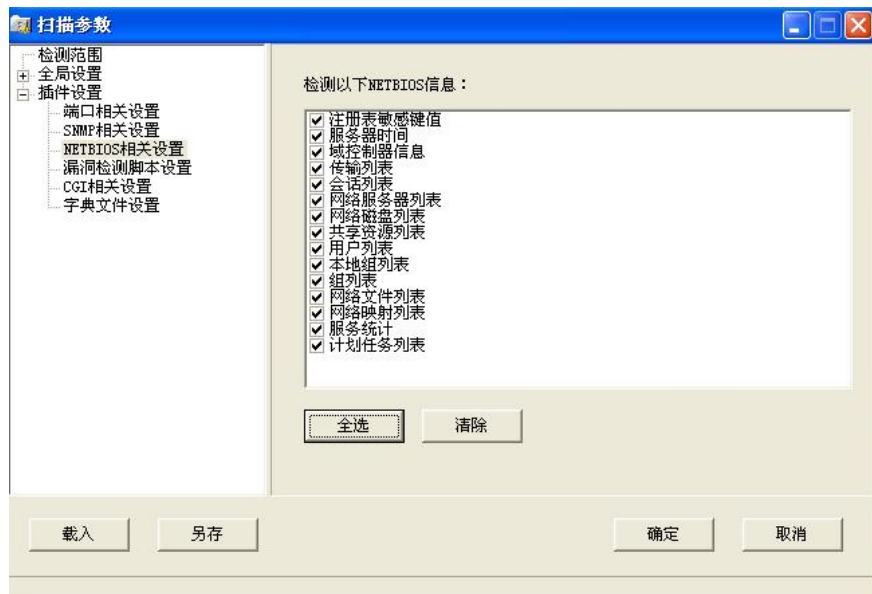 扫描参数
检测范围
全局设置
插件设置
端口相关设置
SNMP相关设置
NETBIOS相关设置
漏洞检测脚本设置
CGI相关设置
字典文件设置
检测以下NETBIOS信息：
注册表敏感键值
服务器时间
域控制器信息
传输列表
会话列表
网络服务器列表
网络磁盘列表
共享资源列表
用户列表
本地组列表
组列表
网络文件列表
网络映射列表
服务统计
计划任务列表
全选
清除
载入
另存
确定
取消